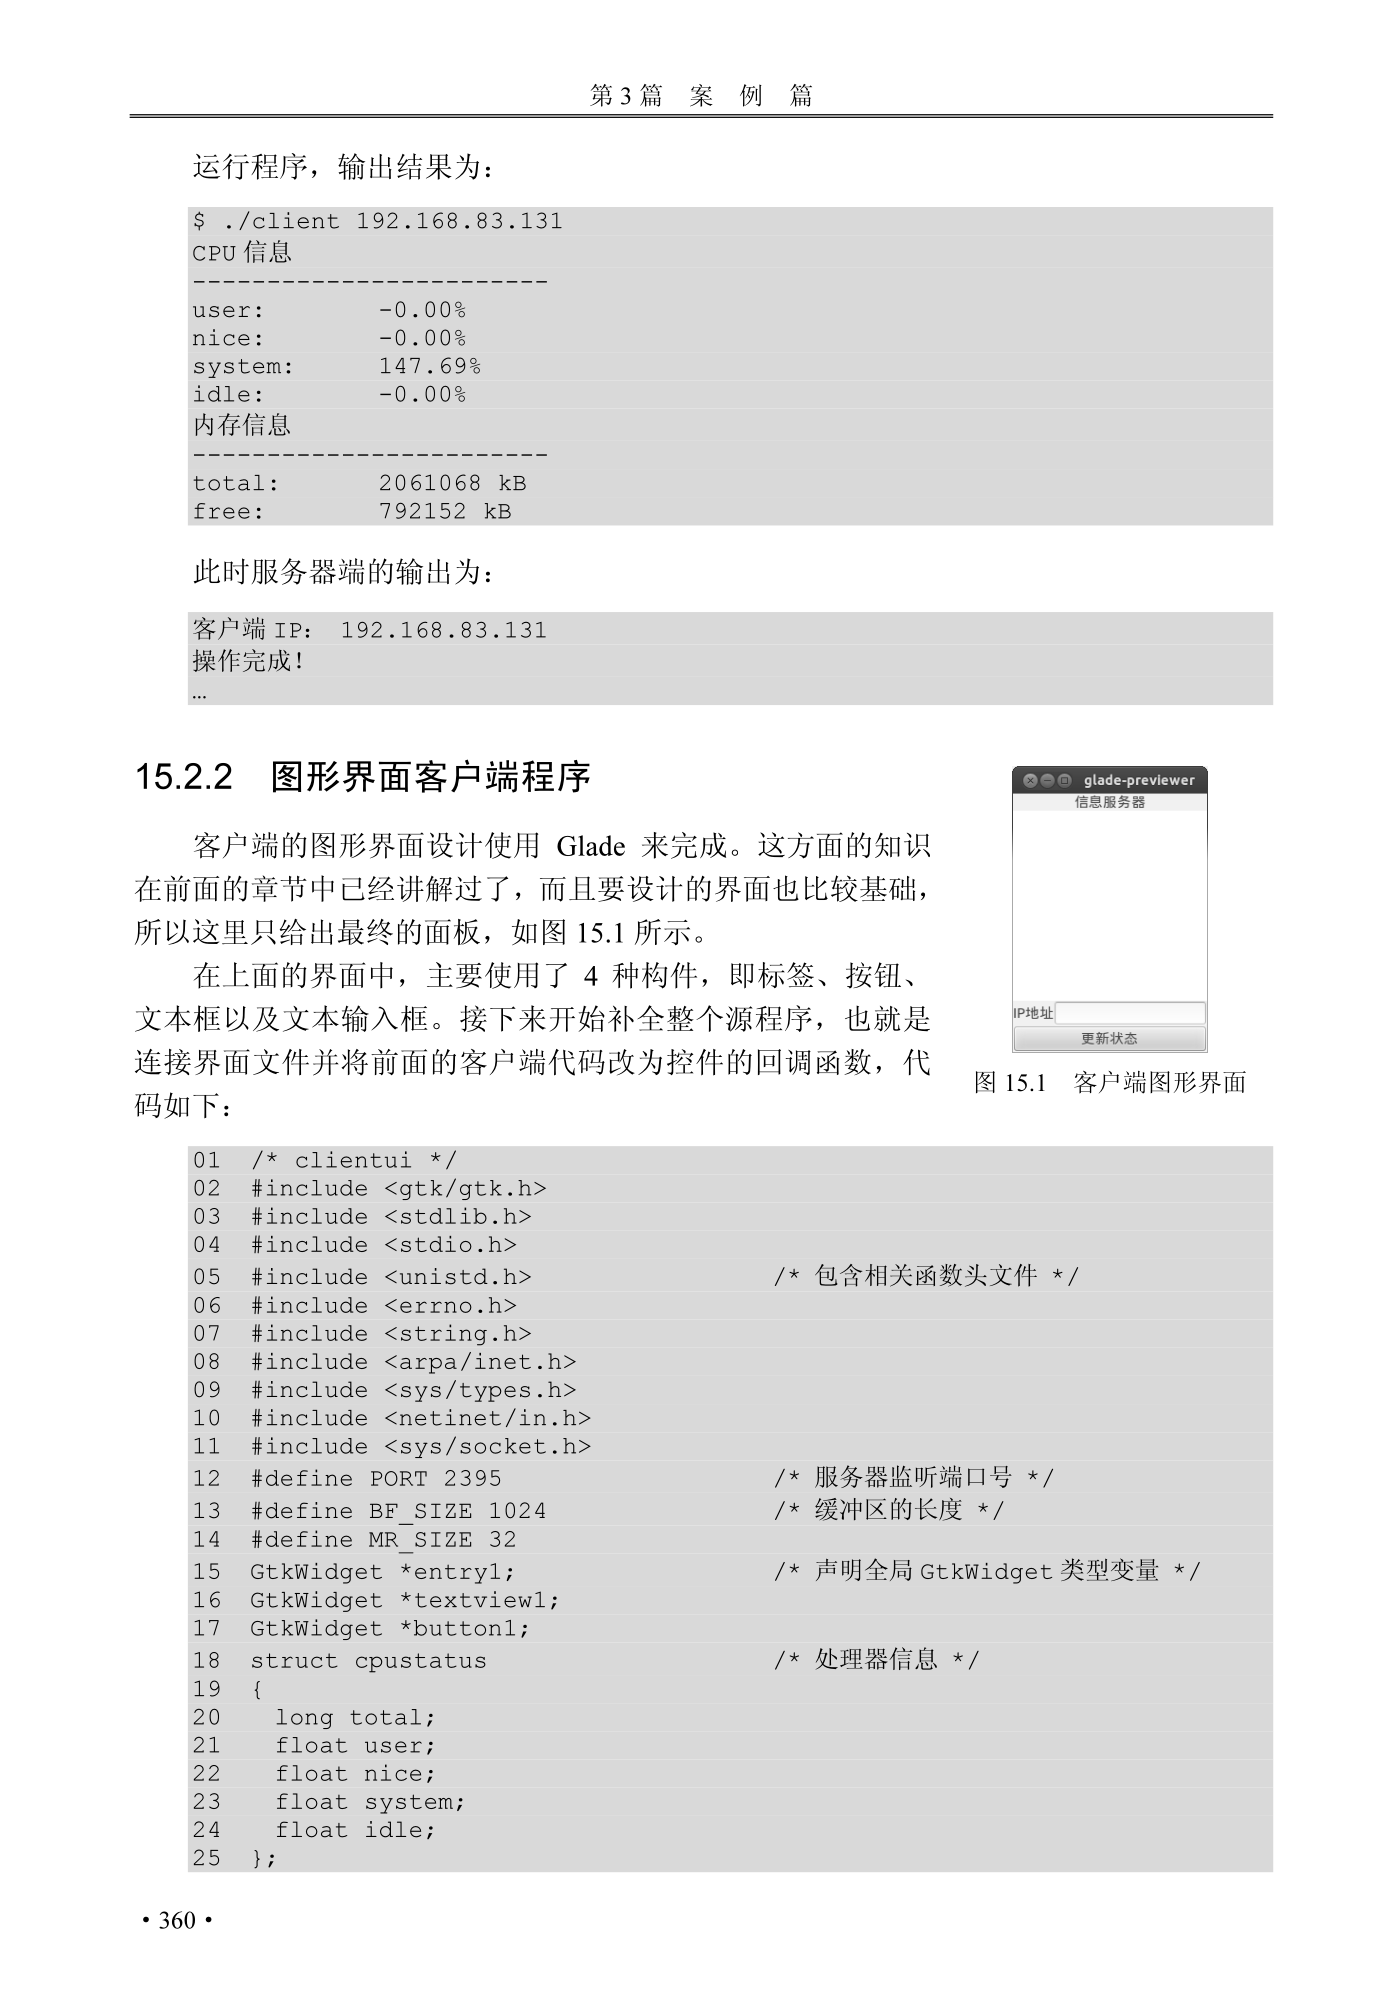 第 3 篇　案　例　篇
运行程序，输出结果为：
$ ./client 192.168.83.131
CPU 信息
------------------------
user:        -0.00%
nice:        -0.00%
system:      147.69%
idle:        -0.00%
内存信息
------------------------
total:       2061068 kB
free:        792152 kB
此时服务器端的输出为：
客户端 IP： 192.168.83.131
操作完成！
…
15.2.2　图形界面客户端程序
客户端的图形界面设计使用 Glade 来完成。这方面的知识
在前面的章节中已经讲解过了，而且要设计的界面也比较基础，
所以这里只给出最终的面板，如图 15.1 所示。
在上面的界面中，主要使用了 4 种构件，即标签、按钮、
文本框以及文本输入框。接下来开始补全整个源程序，也就是
连接界面文件并将前面的客户端代码改为控件的回调函数，代
码如下：
glade-previewer
信息服务器
IP地址
更新状态
图 15.1　客户端图形界面
01  /* clientui */
02  #include <gtk/gtk.h>
03  #include <stdlib.h>
04  #include <stdio.h>
05  #include <unistd.h>                /* 包含相关函数头文件 */
06  #include <errno.h>
07  #include <string.h>
08  #include <arpa/inet.h>
09  #include <sys/types.h>
10  #include <netinet/in.h>
11  #include <sys/socket.h>
12  #define PORT 2395                  /* 服务器监听端口号 */
13  #define BF_SIZE 1024               /* 缓冲区的长度 */
14  #define MR_SIZE 32
15  GtkWidget *entry1;                 /* 声明全局 GtkWidget 类型变量 */
16  GtkWidget *textview1;
17  GtkWidget *button1;
18  struct cpustatus                   /* 处理器信息 */
19  {
20    long total;
21    float user;
22    float nice;
23    float system;
24    float idle;
25  };
• 360 •